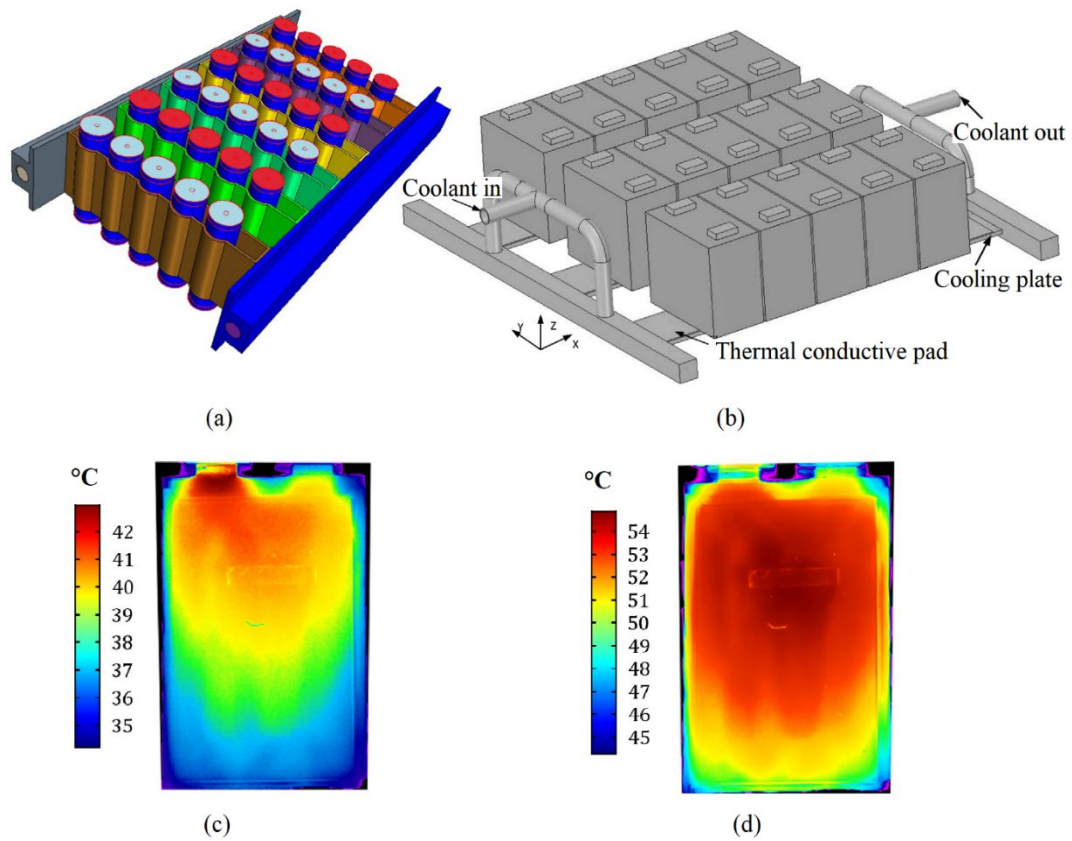 Coolant out
Coolant in
Cooling plate
Y
Z
X
Thermal conductive pad
(a)
(b)
°C
42
41
40
39
38
37
36
35
°C
54
53
52
51
50
49
48
47
46
45
(c)
(d)